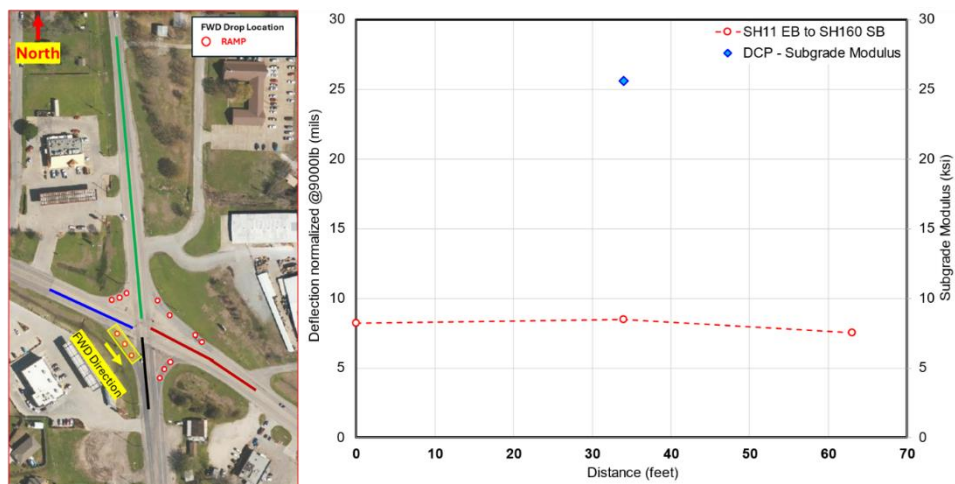 North
FWD Drop Location
RAMP
FWD Direction
Deflection normalized @9000lb (mils)
30
25
20
15
10
5
0
SH11 EB to SH160 SB
DCP - Subgrade Modulus
30
25
20
15
10
5
0
Subgrade Modulus (ksi)
0 10 20 30 40 50 60 70
Distance (feet)